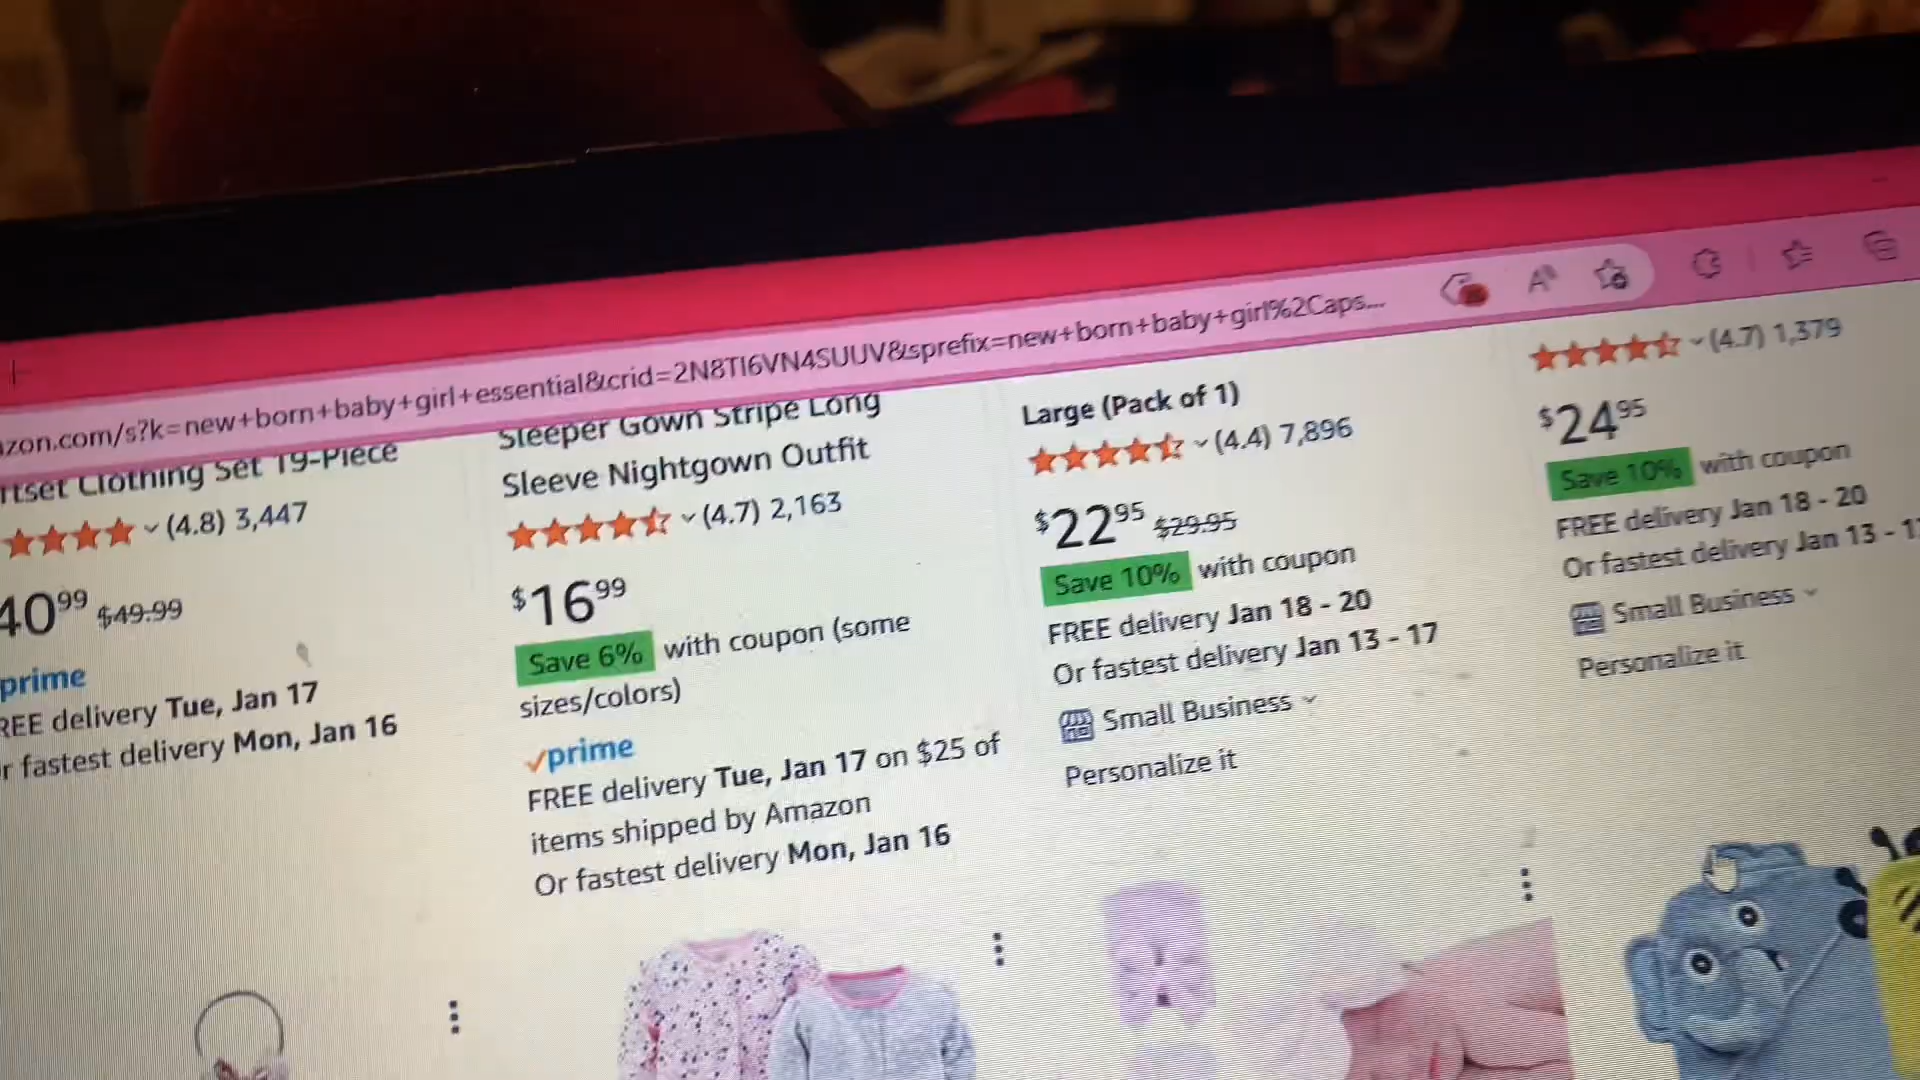 zon.com/s?k=new+born+baby+girl+essential&crid=2N8TI6VN4SUUV&sprefix=new+born+baby+girl%2Caps...
Clothing Set 19-Piece
(4.8) 3,447
40 99 $49.99
prime
REE delivery Tue, Jan 17
r fastest delivery Mon, Jan 16
Sleeper Gown Stripe Long
Sleeve Nightgown Outfit
(4.7) 2,163
$16 99
Save 6% with coupon (some
sizes/colors)
prime
FREE delivery Tue, Jan 17 on $25 of
items shipped by Amazon
Or fastest delivery Mon, Jan 16
Large (Pack of 1)
(4.4) 7,896
$22 95 $29.95
Save 10% with coupon
FREE delivery Jan 18 - 20
Or fastest delivery Jan 13 - 17
Small Business
Personalize it
(4.7) 1,379
$24 95
Save 10% with coupon
FREE delivery Jan 18 - 20
Or fastest delivery Jan 13 - 
Small Business
Personalize it